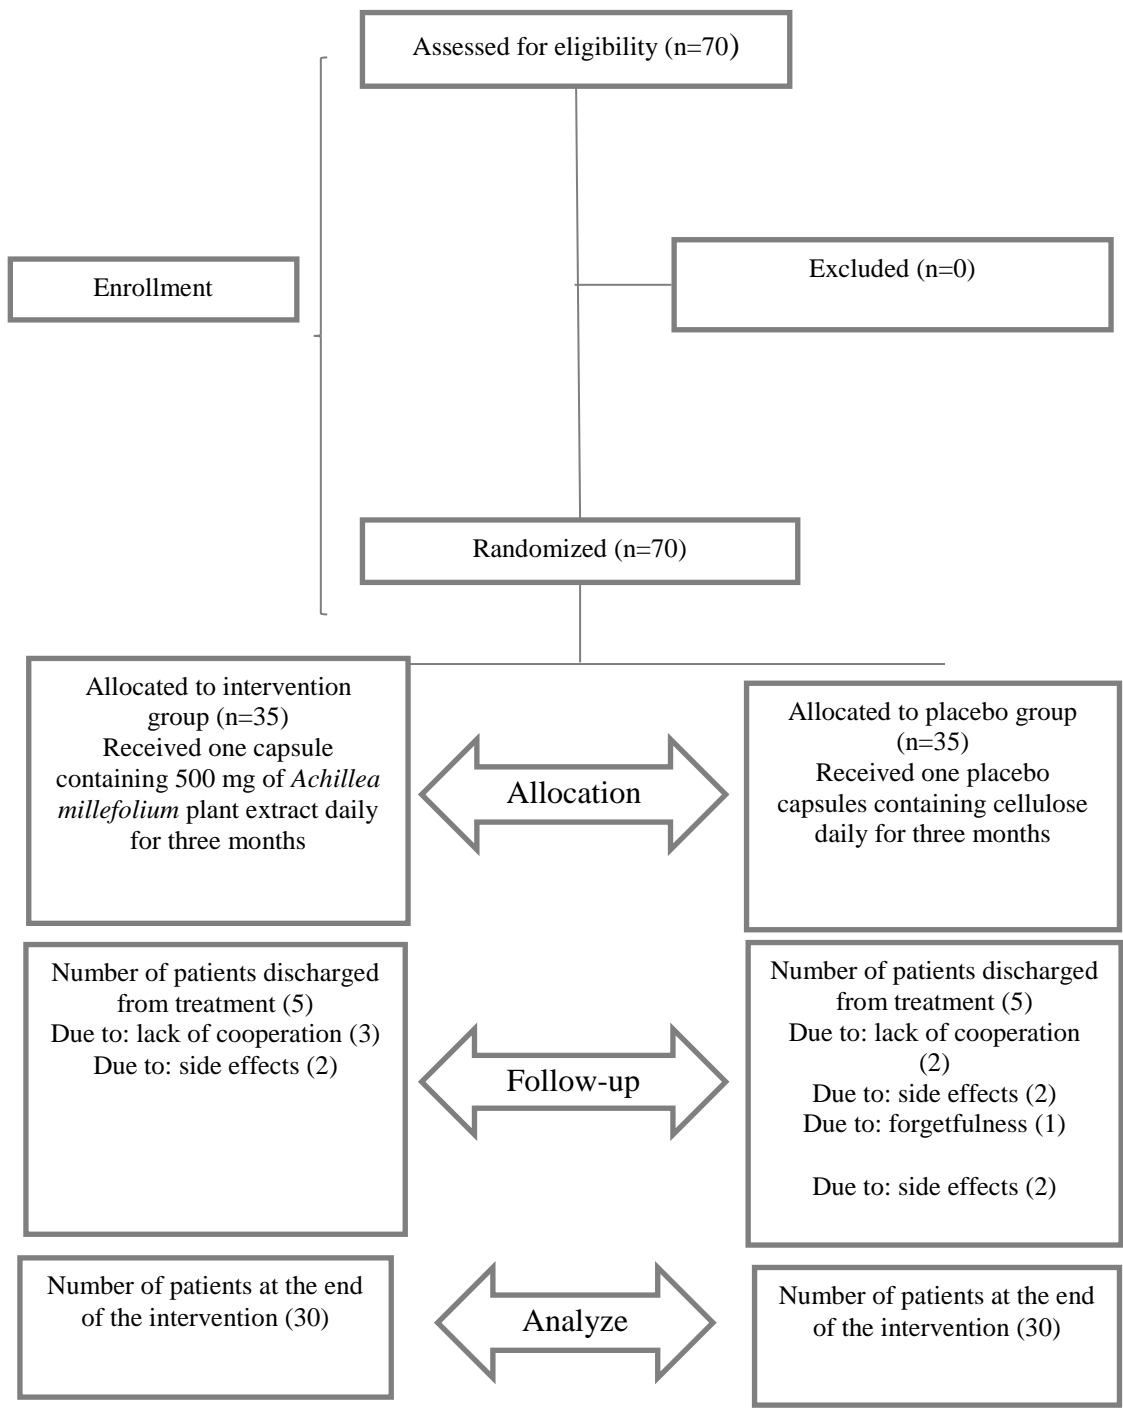 Assessed for eligibility (n=70)
Excluded (n=0)
Enrollment
Randomized (n=70)
Allocated to intervention
group (n=35)
Received one capsule
containing 500 mg of Achillea
millefolium plant extract daily
for three months
Allocation
Allocated to placebo group
(n=35)
Received one placebo
capsules containing cellulose
daily for three months
Number of patients discharged
from treatment (5)
Due to: lack of cooperation (3)
Due to: side effects (2)
Follow-up
Number of patients discharged
from treatment (5)
Due to: lack of cooperation
(2)
Due to: side effects (2)
Due to: forgetfulness (1)
Due to: side effects (2)
Number of patients at the end
of the intervention (30)
Analyze
Number of patients at the end
of the intervention (30)